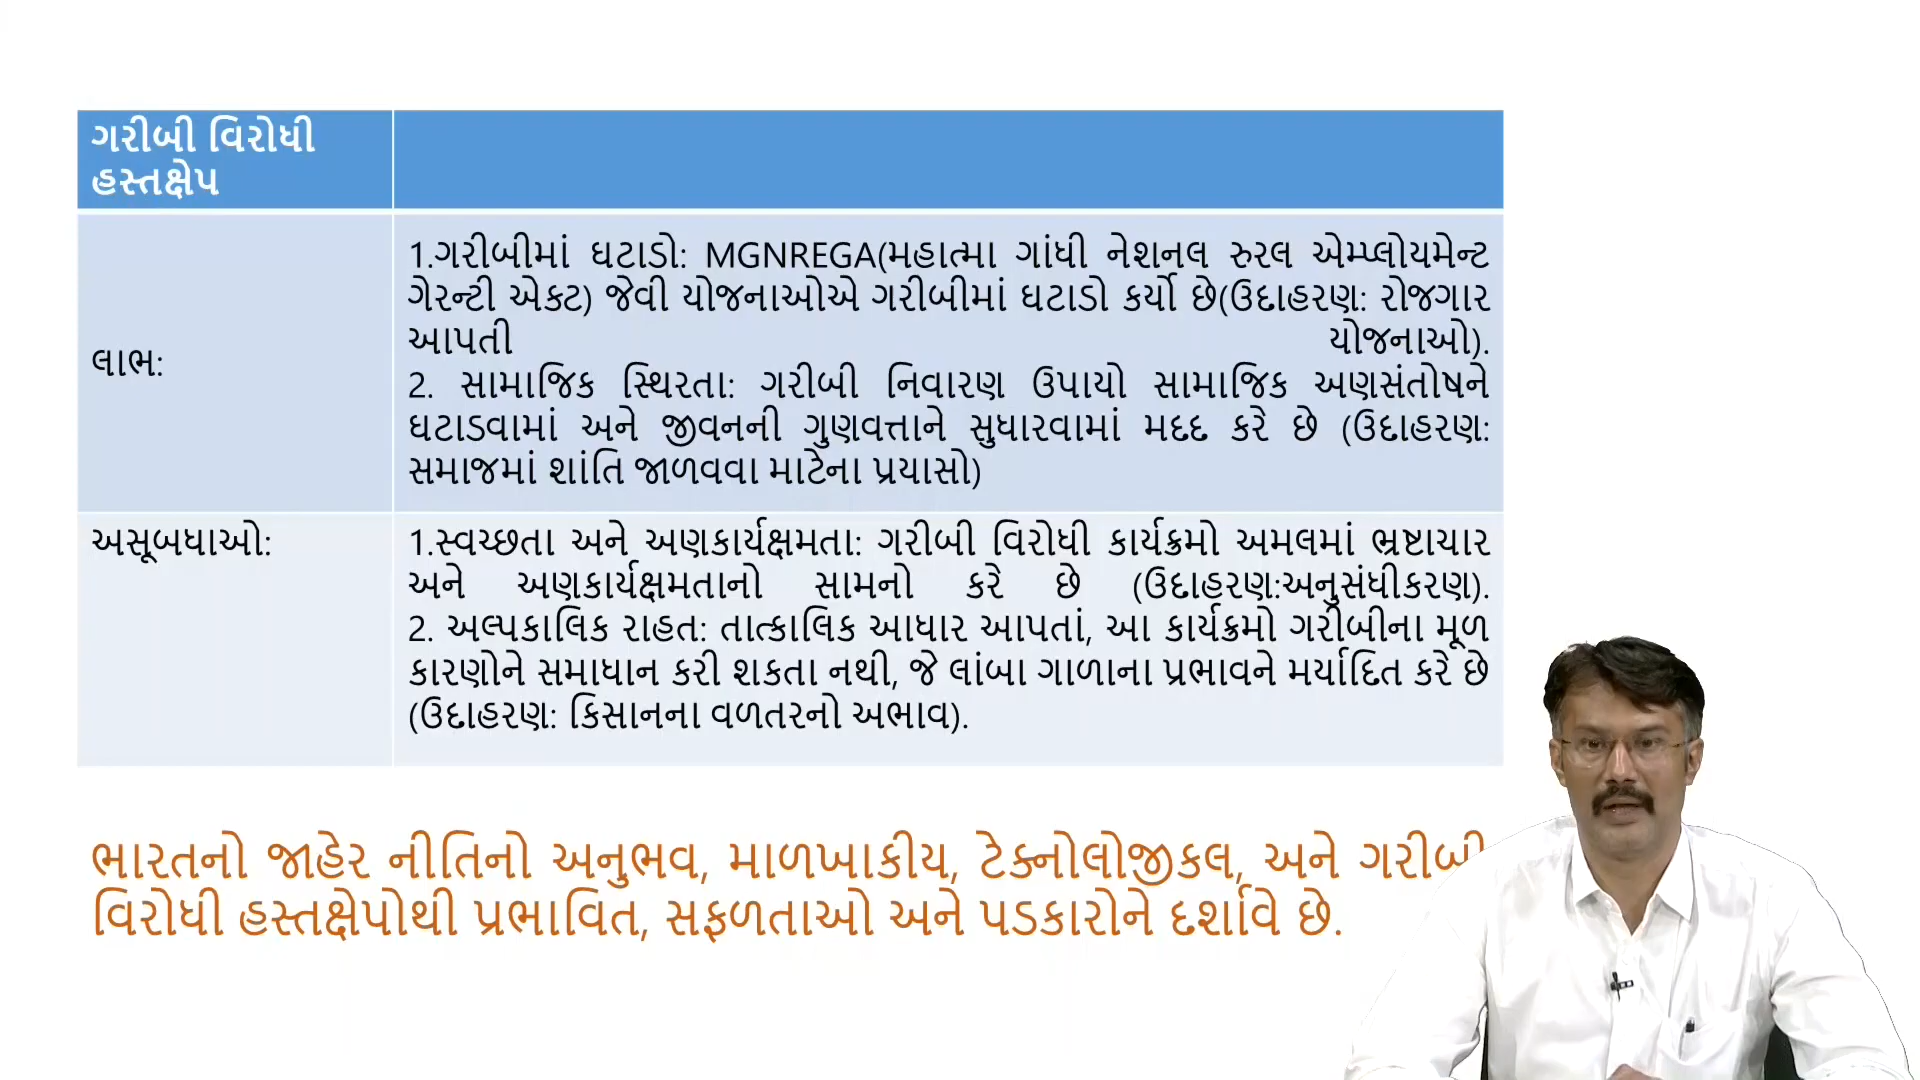 ગરીબી વિરોધી
હસ્તક્ષેપ
લાભ:
1.ગરીબીમાં ઘટાડો: MGNREGA(મહાત્મા ગાંધી નેશનલ રુરલ એમ્પ્લોયમેન્ટ
ગેરન્ટી એક્ટ) જેવી યોજનાઓએ ગરીબીમાં ઘટાડો કર્યો છે(ઉદાહરણ: રોજગાર
આપતી યોજનાઓ).
2. સામાજિક સ્થિરતા: ગરીબી નિવારણ ઉપાયો સામાજિક અણસંતોષને
ઘટાડવામાં અને જીવનની ગુણવત્તાને સુધારવામાં મદદ કરે છે (ઉદાહરણ:
સમાજમાં શાંતિ જાળવવા માટેના પ્રયાસો)
અસૂબધાઓ:
1.સ્વચ્છતા અને અણકાર્યક્ષમતા: ગરીબી વિરોધી કાર્યક્રમો અમલમાં ભ્રષ્ટાચાર
અને અણકાર્યક્ષમતાનો સામનો કરે છે (ઉદાહરણ:અનુસંધીકરણ).
2. અલ્પકાલિક રાહત: તાત્કાલિક આધાર આપતાં, આ કાર્યક્રમો ગરીબીના મૂળ
કારણોને સમાધાન કરી શકતા નથી, જે લાંબા ગાળાના પ્રભાવને મર્યાદિત કરે છે
(ઉદાહરણ: કિસાનના વળતરનો અભાવ).
ભારતનો જાહેર નીતિનો અનુભવ, માળખાકીય, ટેક્નોલોજીકલ, અને ગરીબી
વિરોધી હસ્તક્ષેપોથી પ્રભાવિત, સફળતાઓ અને પડકારોને દર્શાવે છે.